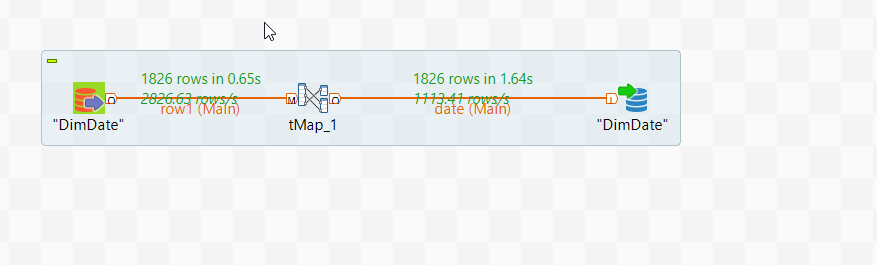 1826 rows in 0.65s
2826.63 rows/s
row1 (Main)
"DimDate"
O
M
tMap_1
O
1826 rows in 1.64s
1113.41 rows/s
date (Main)
I
"DimDate"